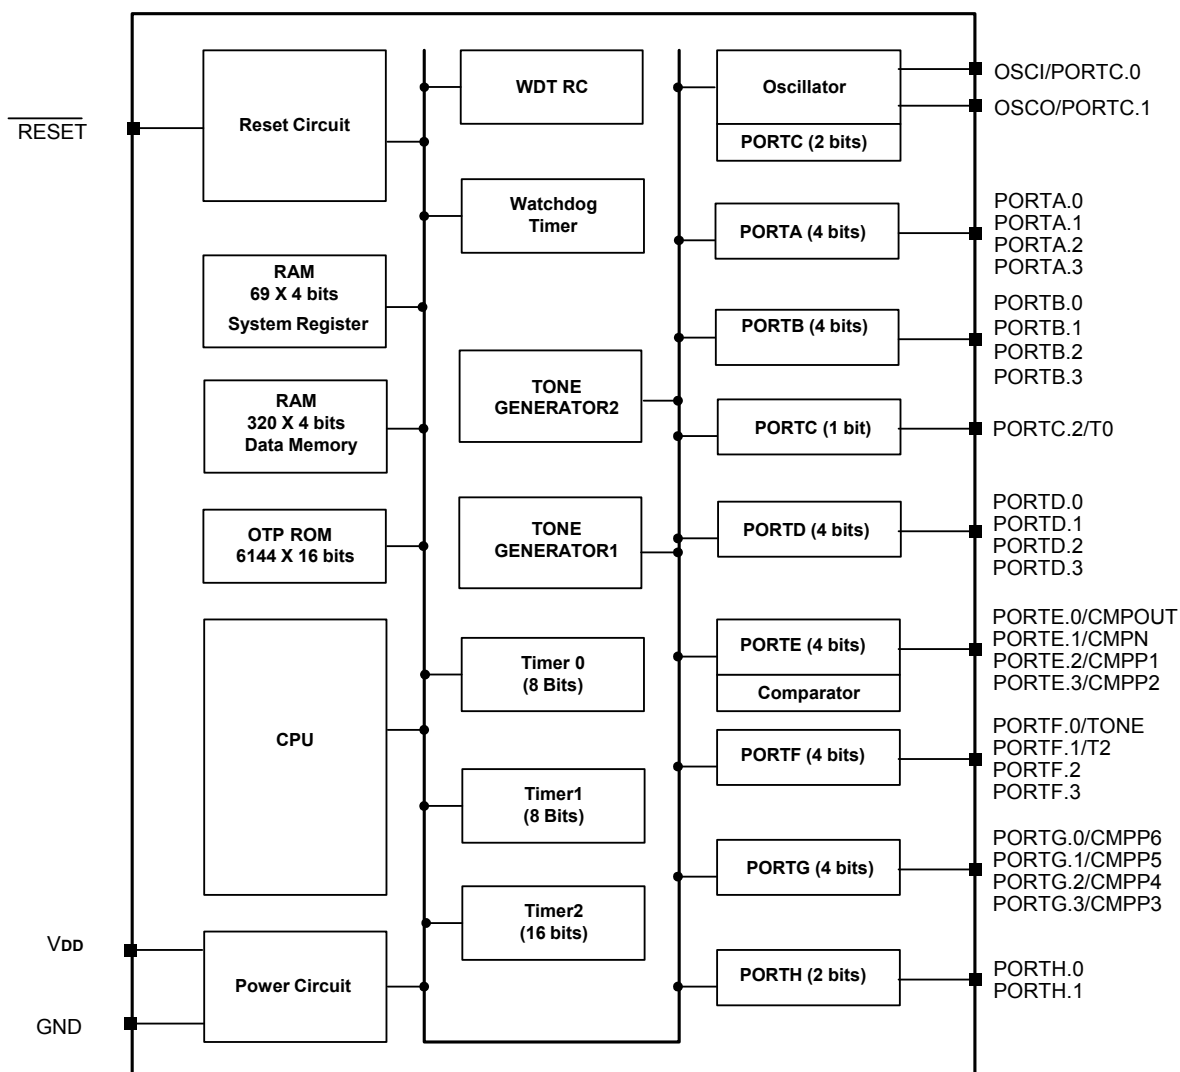 RESET
VDD
GND
Reset Circuit
RAM
69 X 4 bits
System Register
RAM
320 X 4 bits
Data Memory
OTP ROM
6144 X 16 bits
CPU
Power Circuit
WDT RC
Watchdog
Timer
TONE
GENERATOR2
TONE
GENERATOR1
Timer 0
(8 Bits)
Timer1
(8 Bits)
Timer2
(16 bits)
Oscillator
PORTC (2 bits)
PORTA (4 bits)
PORTB (4 bits)
PORTC (1 bit)
PORTD (4 bits)
PORTE (4 bits)
Comparator
PORTF (4 bits)
PORTG (4 bits)
PORTH (2 bits)
OSCI/PORTC.0
OSCO/PORTC.1
PORTA.0
PORTA.1
PORTA.2
PORTA.3
PORTB.0
PORTB.1
PORTB.2
PORTB.3
PORTC.2/T0
PORTD.0
PORTD.1
PORTD.2
PORTD.3
PORTE.0/CMPOUT
PORTE.1/CMPN
PORTE.2/CMPP1
PORTE.3/CMPP2
PORTF.0/TONE
PORTF.1/T2
PORTF.2
PORTF.3
PORTG.0/CMPP6
PORTG.1/CMPP5
PORTG.2/CMPP4
PORTG.3/CMPP3
PORTH.0
PORTH.1